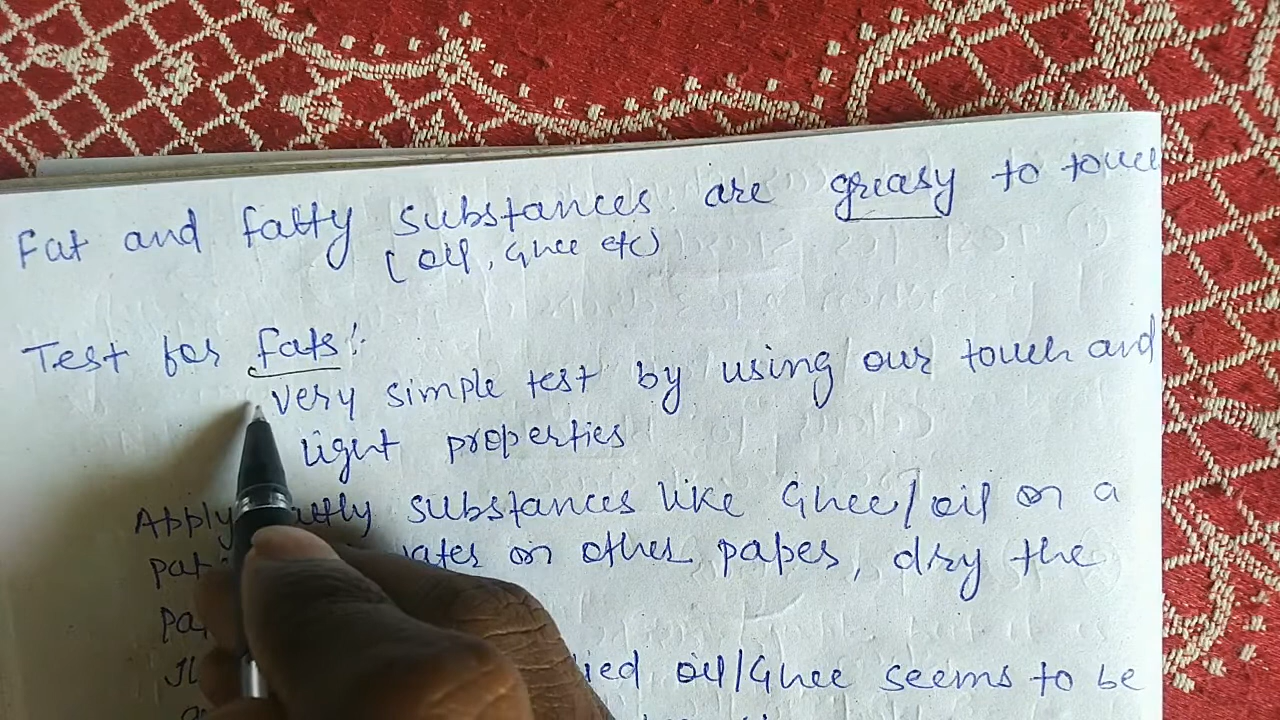 Fat and fatty substances are greasy to touch
(oil, Ghee etc)
Test for fats:
very simple test by using our touch and
light properties
Apply substances like Ghee/oil on a
on other paper, dry the
oil/Ghee seems to be